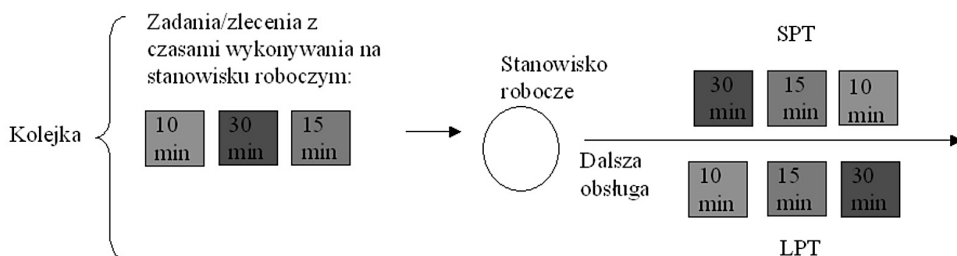 Kolejka
Zadania/zlecenia z
czasami wykonywania na
stanowisku roboczym:
10
min
30
min
15
min
Stanowisko
robocze
SPT
30
min
15
min
10
min
Dalsza
obsługa
10
min
15
min
30
min
LPT